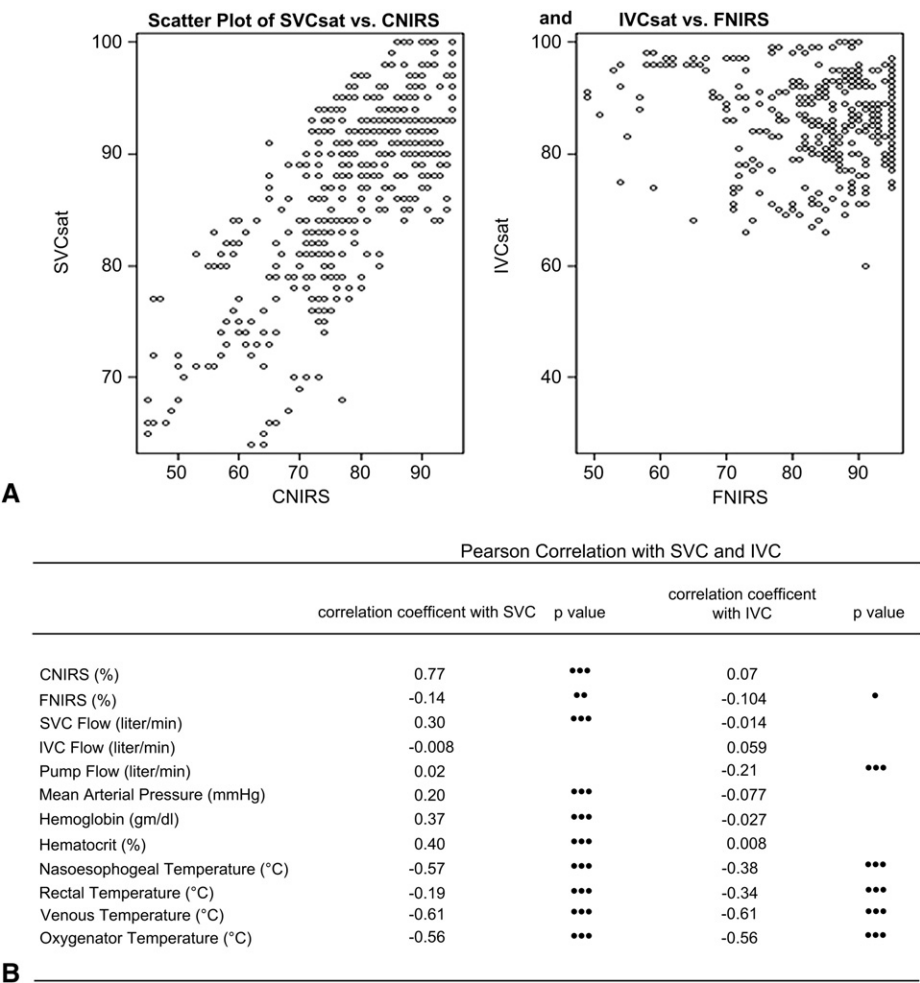 Scatter Plot of SVCsat vs. CNIRS and IVCsat vs. FNIRS
100
90
80
70
SVCsat
50 60 70 80 90
CNIRS
100
80
60
40
IVCsat
50 60 70 80 90
FNIRS
A
Pearson Correlation with SVC and IVC
correlation coefficent with SVC p value correlation coefficent with IVC p value
CNIRS (%) 0.77 ••• 0.07
FNIRS (%) -0.14 •• -0.104 •
SVC Flow (liter/min) 0.30 ••• -0.014
IVC Flow (liter/min) -0.008 0.059
Pump Flow (liter/min) 0.02 -0.21 •••
Mean Arterial Pressure (mmHg) 0.20 ••• -0.077
Hemoglobin (gm/dl) 0.37 ••• -0.027
Hematocrit (%) 0.40 ••• 0.008
Nasoesophogeal Temperature (°C) -0.57 ••• -0.38 •••
Rectal Temperature (°C) -0.19 ••• -0.34 •••
Venous Temperature (°C) -0.61 ••• -0.61 •••
Oxygenator Temperature (°C) -0.56 ••• -0.56 •••
B